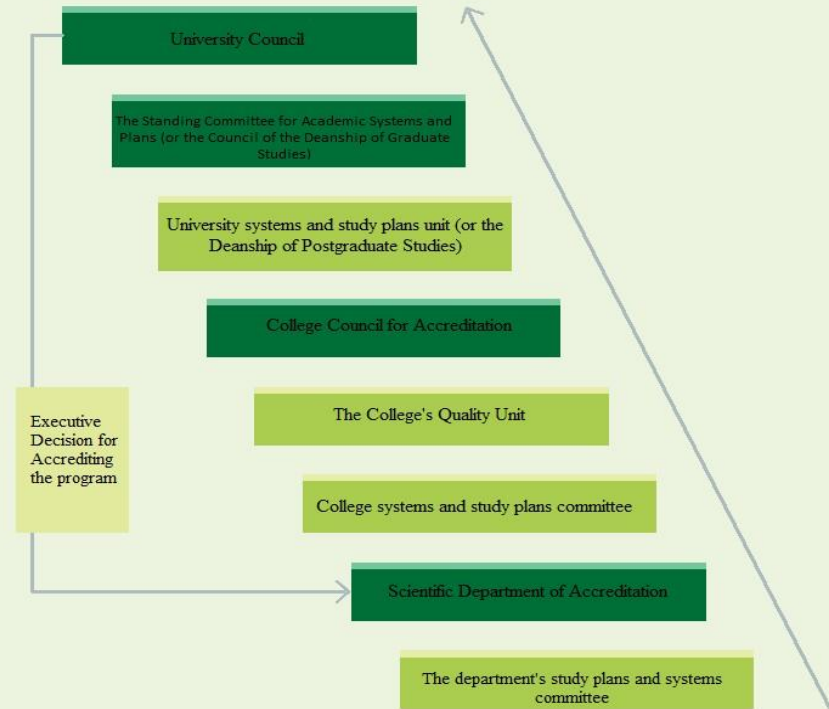 University Council
The Standing Committee for Academic Systems and
Plans (or the Council of the Deanship of Graduate
Studies)
University systems and study plans unit (or the
Deanship of Postgraduate Studies)
College Council for Accreditation
The College's Quality Unit
Executive
Decision for
Accrediting
the program
College systems and study plans committee
Scientific Department of Accreditation
The department's study plans and systems
committee